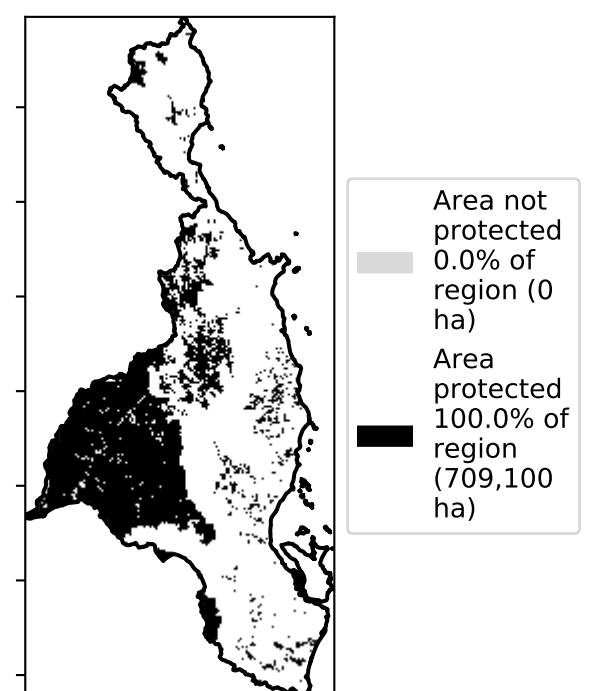 Area not
protected
0.0% of
region (0
ha)
Area
protected
100.0% of
region
(709,100
ha)